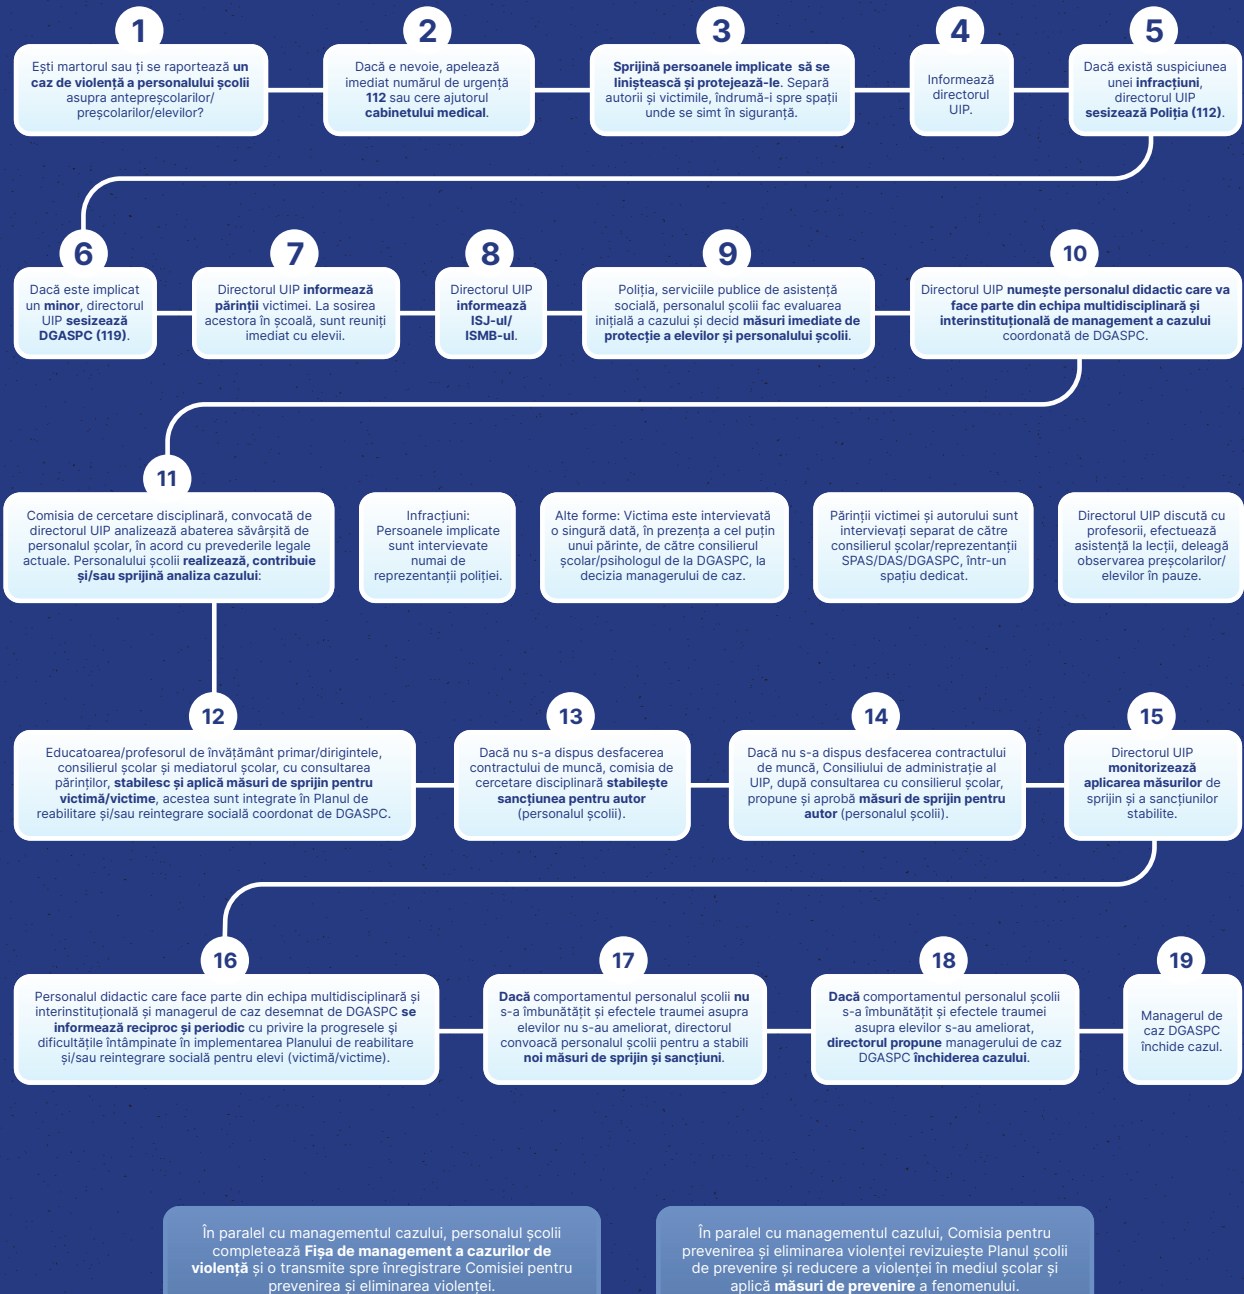 1
Ești martorul sau ți se raportează un
caz de violență a personalului școlii
asupra antepreșcolarilor/
preșcolarilor/elevilor?
2
Dacă e nevoie, apelează
imediat numărul de urgență
112 sau cere ajutorul
cabinetului medical.
3
Sprijină persoanele implicate să se
liniștească și protejează-le. Separă
autorii și victimile, îndrumă-i spre spații
unde se simt în siguranță.
4
Informează
directorul
UIP.
5
Dacă există suspiciunea
unei infracțiuni,
directorul UIP
sesizează Poliția (112).
6
Dacă este implicat
un minor, directorul
UIP sesizează
DGASPC (119).
7
Directorul UIP informează
părinții victimei. La sosirea
acestora în școală, sunt reuniți
imediat cu elevii.
8
Directorul UIP
informează
ISJ-ul/
ISMB-ul.
9
Poliția, serviciile publice de asistență
socială, personalul școlii fac evaluarea
inițială a cazului și decid măsuri imediate de
protecție a elevilor și personalului școlii.
10
Directorul UIP numește personalul didactic care va
face parte din echipa multidisciplinară și
interinstituțională de management a cazului
coordonată de DGASPC.
11
Comisia de cercetare disciplinară, convocată de
directorul UIP analizează abaterea săvârșită de
personalul școlar, în acord cu prevederile legale
actuale. Personalului școlii realizează, contribuie
și/sau sprijină analiza cazului:
Infracțiuni:
Persoanele implicate
sunt intervievate
numai de
reprezentanții poliției.
Alte forme: Victima este intervievată
o singură dată, în prezența a cel puțin
unui părinte, de către consilierul
școlar/psihologul de la DGASPC, la
decizia managerului de caz.
Părinții victimei și autorului sunt
intervievați separat de către
consilierul școlar/reprezentanții
SPAS/DAS/DGASPC, într-un
spațiu dedicat.
Directorul UIP discută cu
profesorii, efectuează
asistență la lecții, deleagă
observarea preșcolarilor/
elevilor în pauze.
12
Educatoarea/profesorul de învățământ primar/dirigintele,
consilierul școlar și mediatorul școlar, cu consultarea
părinților, stabilesc și aplică măsuri de sprijin pentru
victimă/victime, acestea sunt integrate în Planul de
reabilitare și/sau reintegrare socială coordonat de DGASPC.
13
Dacă nu s-a dispus desfacerea
contractului de muncă, comisia de
cercetare disciplinară stabilește
sancțiunea pentru autor
(personalul școlii).
14
Dacă nu s-a dispus desfacerea contractului
de muncă, Consiliului de administrație al
UIP, după consultarea cu consilierul școlar,
propune și aprobă măsuri de sprijin pentru
autor (personalul școlii).
15
Directorul UIP
monitorizează
aplicarea măsurilor de
sprijin și a sancțiunilor
stabilite.
16
Personalul didactic care face parte din echipa multidisciplinară și
interinstituțională și managerul de caz desemnat de DGASPC se
informează reciproc și periodic cu privire la progresele și
dificultățile întâmpinate în implementarea Planului de reabilitare
și/sau reintegrare socială pentru elevi (victimă/victime).
17
Dacă comportamentul personalul școlii nu
s-a îmbunătățit și efectele traumei asupra
elevilor nu s-au ameliorat, directorul
convoacă personalul școlii pentru a stabili
noi măsuri de sprijin și sancțiuni.
18
Dacă comportamentul personalul școlii
s-a îmbunătățit și efectele traumei
asupra elevilor s-au ameliorat,
directorul propune managerului de caz
DGASPC închiderea cazului.
19
Managerul de
caz DGASPC
închide cazul.
În paralel cu managementul cazului, personalul școlii
completează Fișa de management a cazurilor de
violență și o transmite spre înregistrare Comisiei pentru
prevenirea și eliminarea violenței.
În paralel cu managementul cazului, Comisia pentru
prevenirea și eliminarea violenței revizuiește Planul școlii
de prevenire și reducere a violenței în mediul școlar și
aplică măsuri de prevenire a fenomenului.